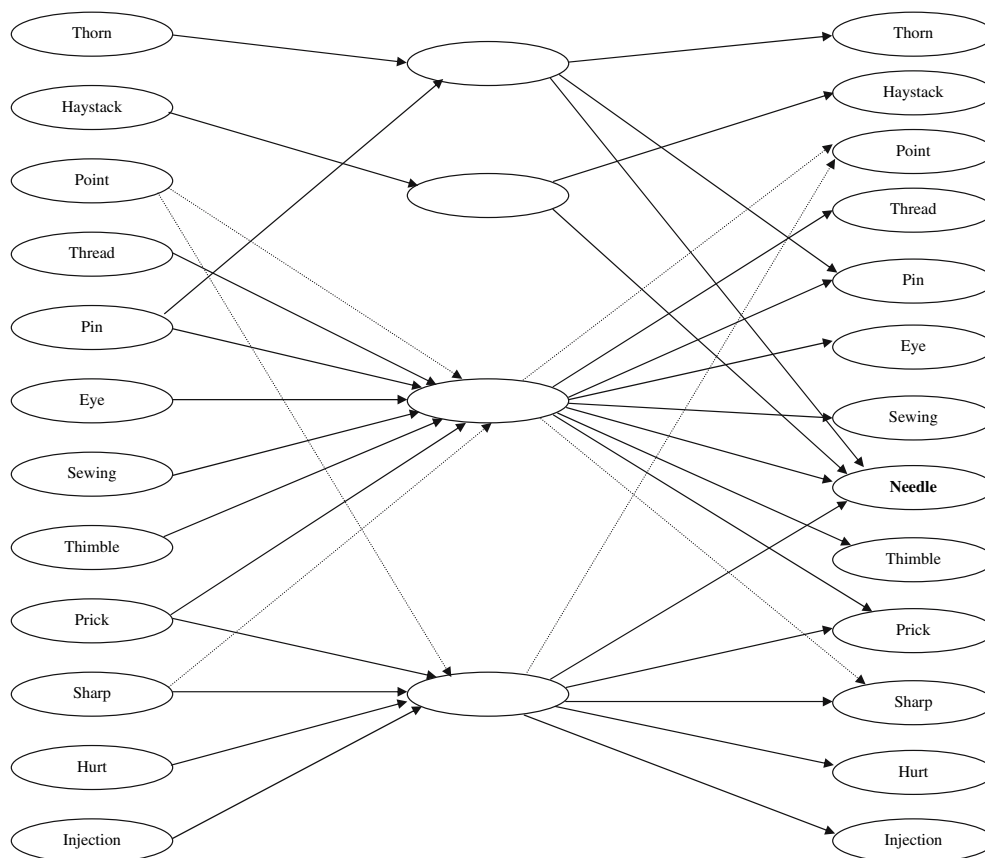 Thorn
Haystack
Point
Thread
Pin
Eye
Sewing
Thimble
Prick
Sharp
Hurt
Injection
Thorn
Haystack
Point
Thread
Pin
Eye
Sewing
Needle
Thimble
Prick
Sharp
Hurt
Injection